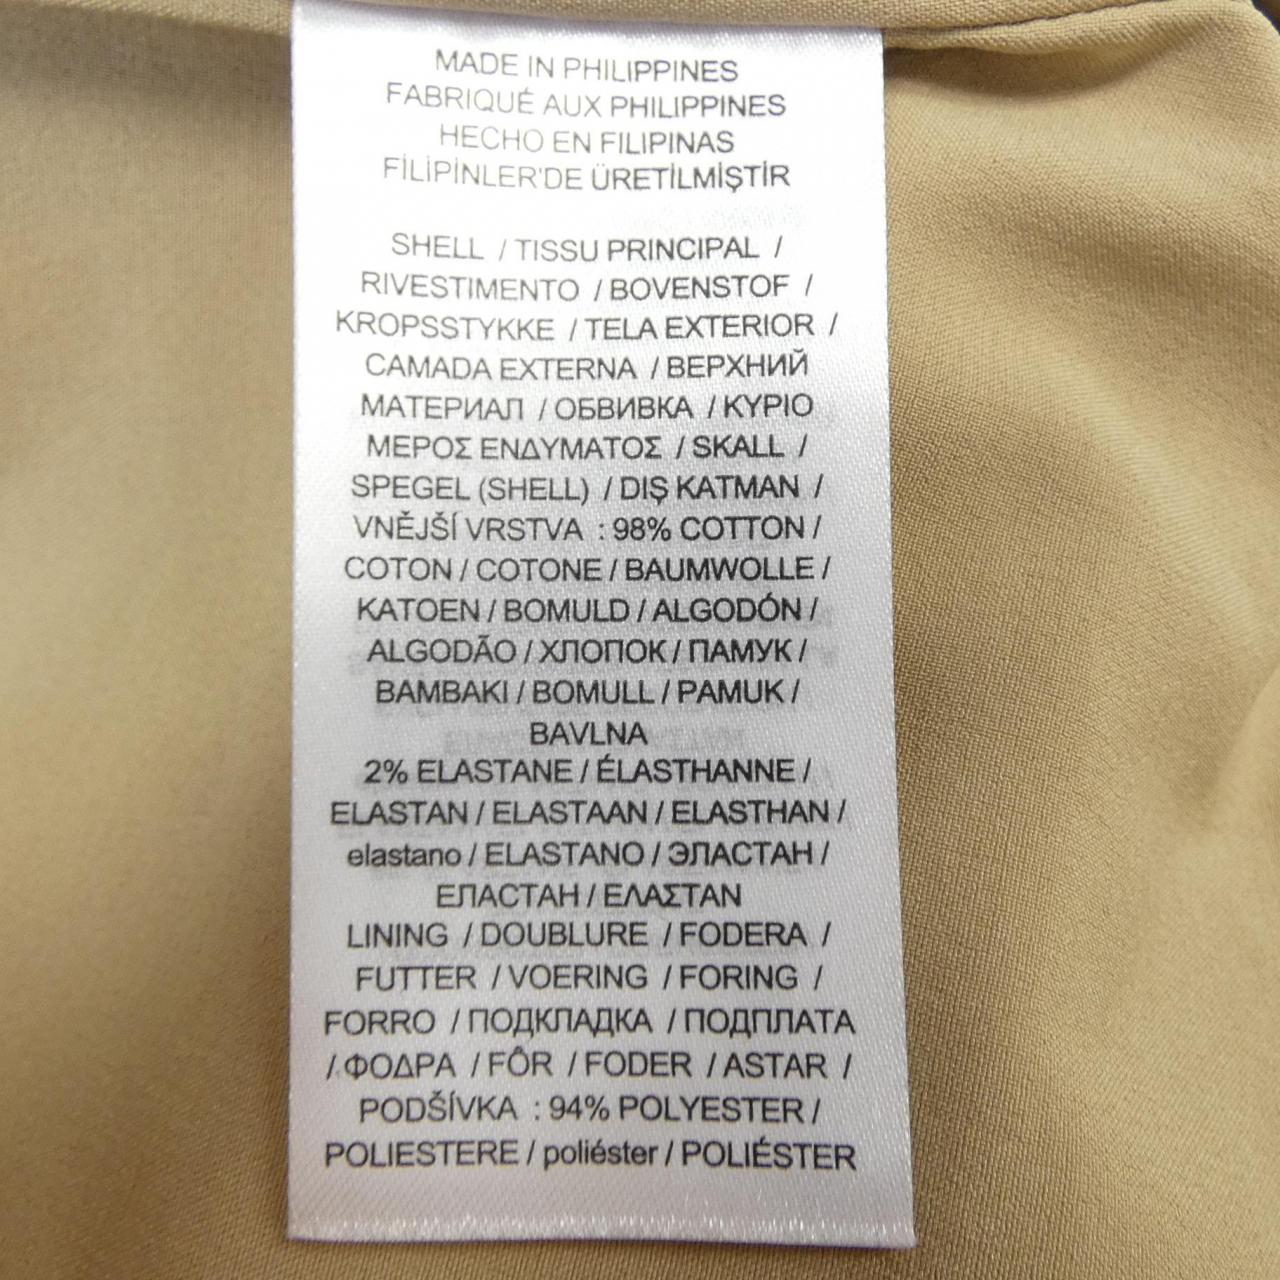 MADE IN PHILIPPINES
FABRIQUÉ AUX PHILIPPINES
HECHO EN FILIPINAS
FİLİPİNLER'DE ÜRETİLMİŞTİR
SHELL / TISSU PRINCIPAL /
RIVESTIMENTO / BOVENSTOF /
KROPSSTYKKE / TELA EXTERIOR /
CAMADA EXTERNA / ВЕРХНИЙ
МАТЕРИАЛ / ОБВИВКА / ΚΥΡΙΟ
ΜΕΡΟΣ ΕΝΔΥΜΑΤΟΣ / SKALL /
SPEGEL (SHELL) / DIŞ KATMAN /
VNĚJŠÍ VRSTVA : 98% COTTON /
COTON / COTONE / BAUMWOLLE /
KATOEN / BOMULD / ALGODÓN /
ALGODÃO / ХЛОПОК / ПАМУК /
BAMBAKI / BOMULL / PAMUK /
BAVLNA
2% ELASTANE / ÉLASTHANNE /
ELASTAN / ELASTAAN / ELASTHAN /
elastano / ELASTANO / ЭЛАСТАН /
ЕЛАСТАН / ΕΛΑΣΤΑΝ
LINING / DOUBLURE / FODERA /
FUTTER / VOERING / FORING /
FORRO / ПОДКЛАДКА / ПОДПЛАТА
/ ΦΟΔΡΑ / FÔR / FODER / ASTAR /
PODŠÍVKA : 94% POLYESTER /
POLIESTERE / poliéster / POLIÉSTER